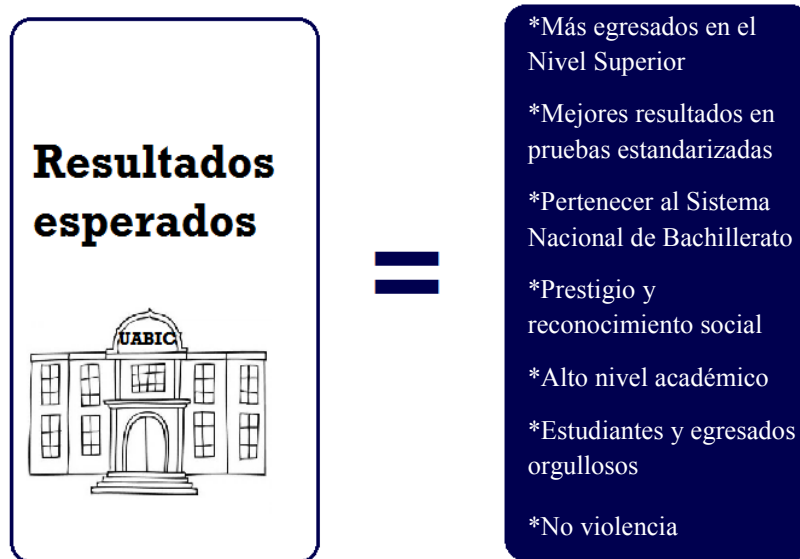 Resultados
esperados
UABIC
=
*Más egresados en el
Nivel Superior
*Mejores resultados en
pruebas estandarizadas
*Pertenecer al Sistema
Nacional de Bachillerato
*Prestigio y
reconocimiento social
*Alto nivel académico
*Estudiantes y egresados
orgullosos
*No violencia